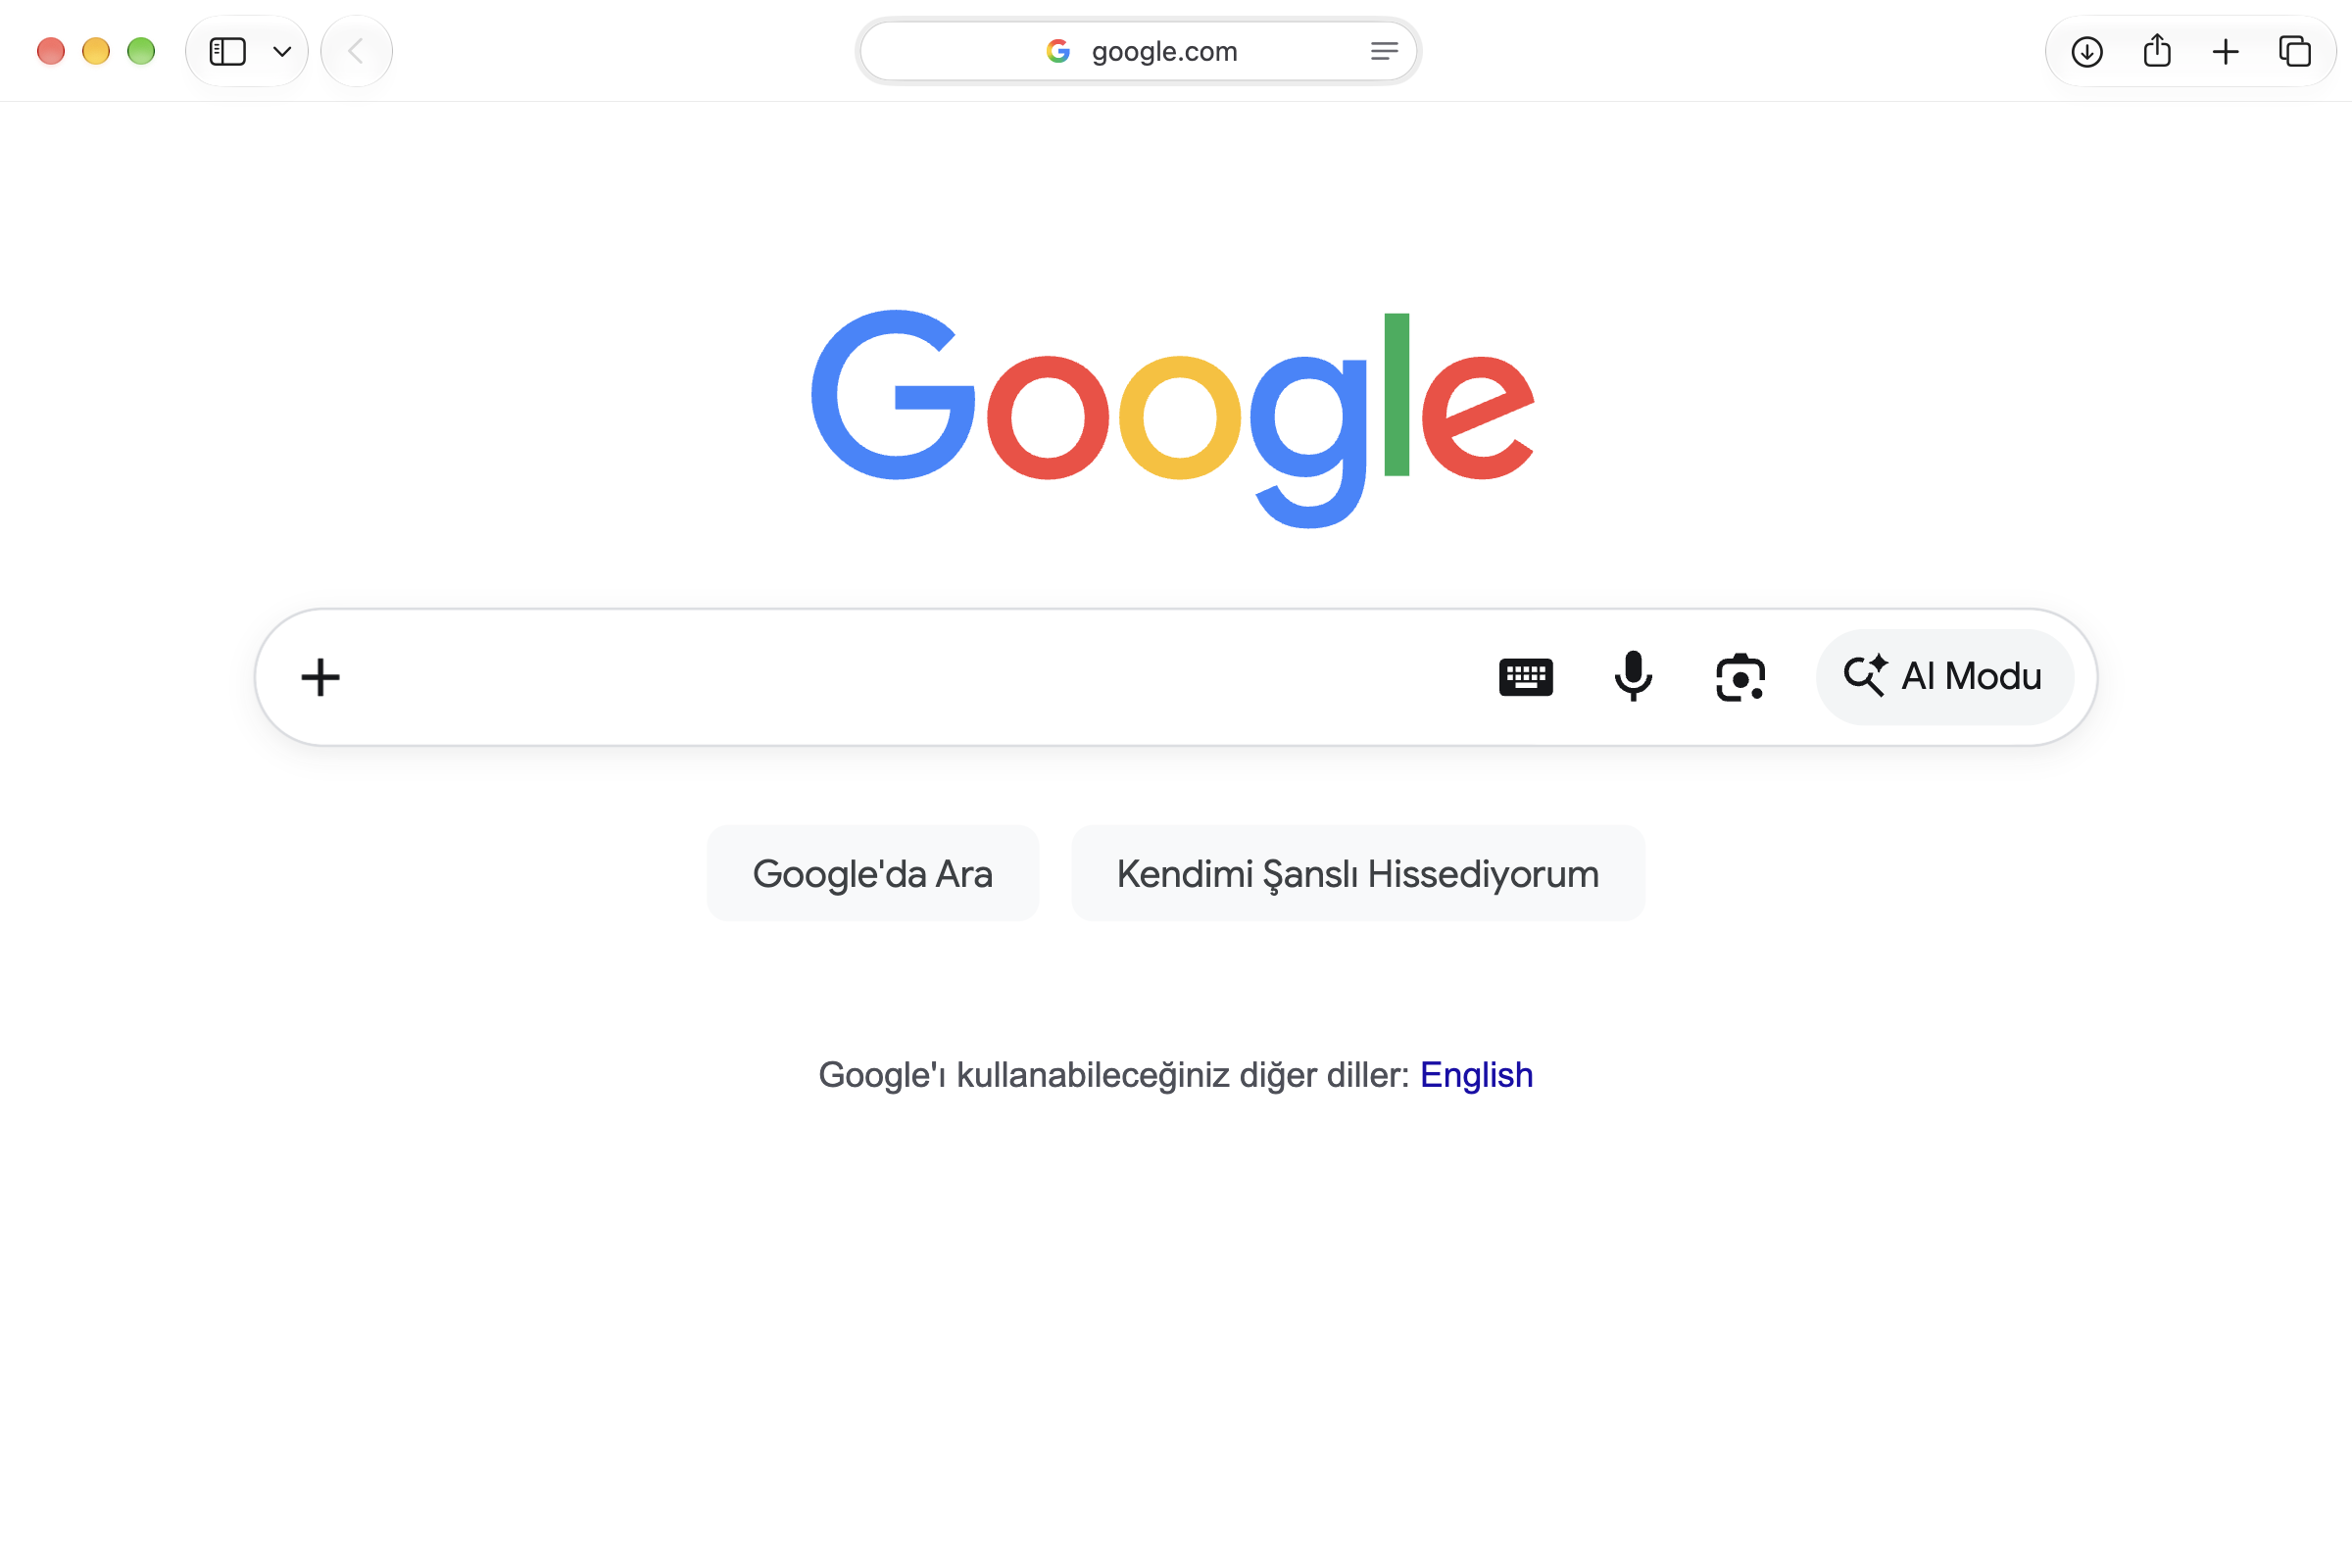 google.com
Google
AI Modu
Google'da Ara
Kendimi Şanslı Hissediyorum
Google'ı kullanabileceğiniz diğer diller: English